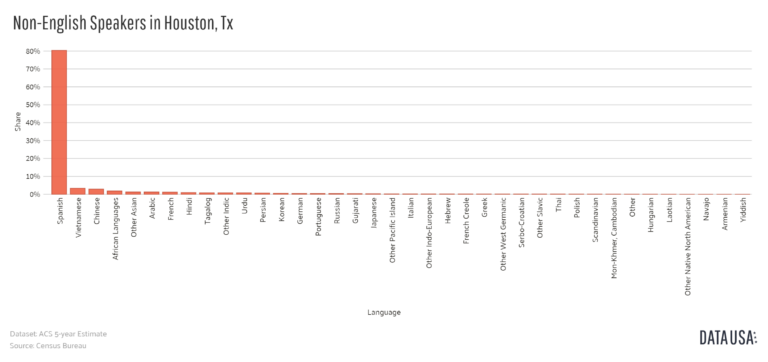 Non-English Speakers in Houston, Tx
80%
70%
60%
50%
40%
30%
20%
10%
0%
Share
Spanish
Vietnamese
Chinese
African Languages
Other Asian
Arabic
French
Hindi
Tagalog
Other Indic
Urdu
Persian
Korean
German
Portuguese
Russian
Gujarati
Japanese
Other Pacific Island
Italian
Other Indo-European
Hebrew
French Creole
Greek
Other West Germanic
Serbo-Croatian
Other Slavic
Thai
Polish
Scandinavian
Mon-Khmer, Cambodian
Other
Hungarian
Laotian
Other Native North American
Navajo
Armenian
Yiddish
Language
Dataset: ACS 5-year Estimate
Source: Census Bureau
DATA USA: